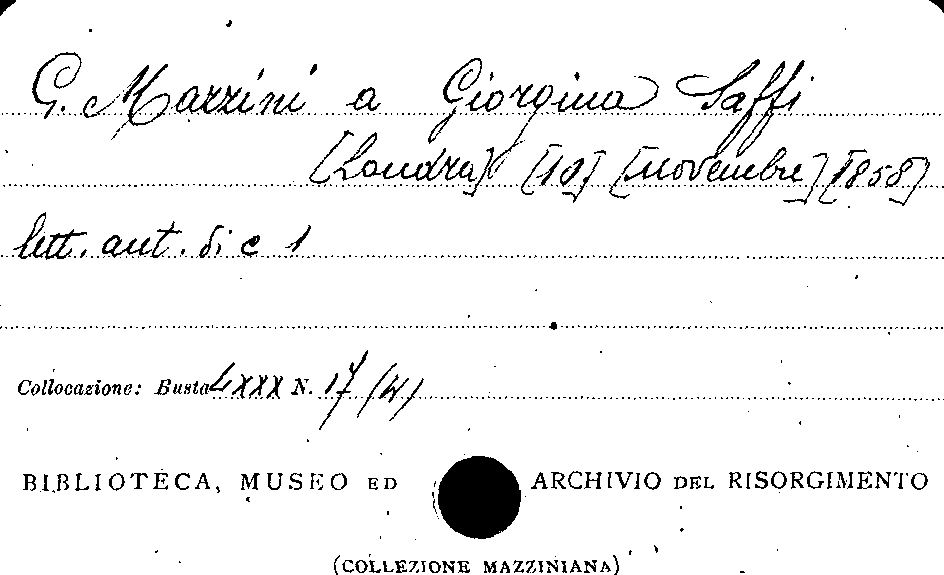 G. Mazzini a Giorgina Saffi
[Londra] [10] [novembre] [1858]
lett. aut. di c 1
Collocazione: Busta LXXX N. 17/(W)
BIBLIOTECA, MUSEO ED ARCHIVIO DEL RISORGIMENTO
(COLLEZIONE MAZZINIANA)